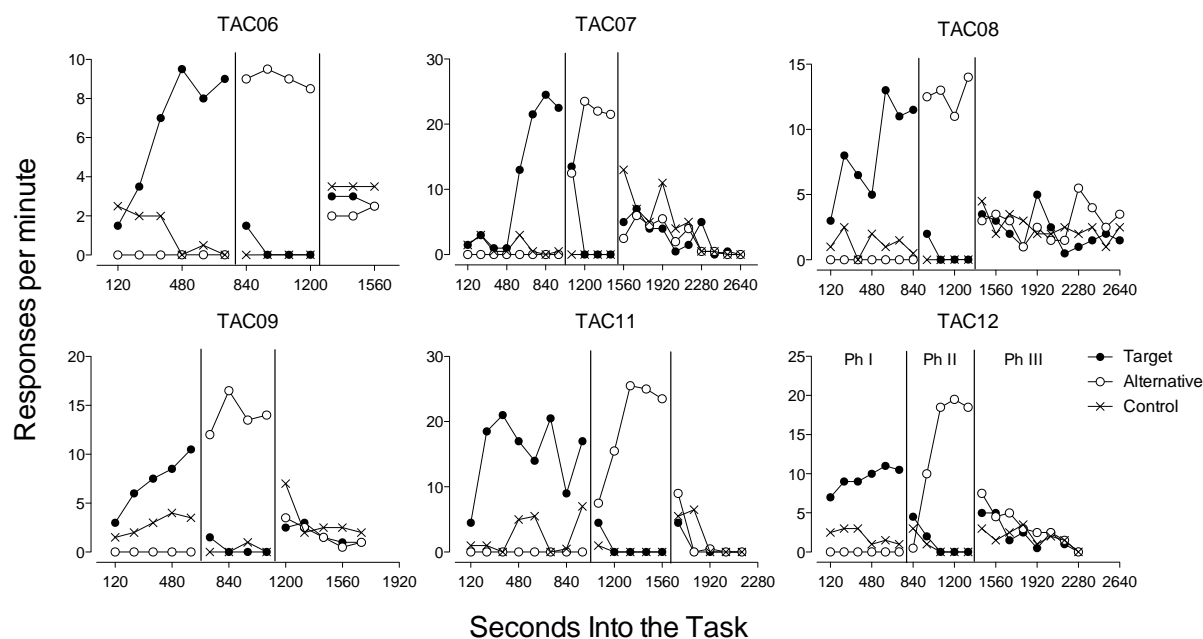 TAC06
TAC07
TAC08
10
8
6
4
2
0
120 480 840 1200 1560
30
20
10
0
120 480 840 1200 1560 1920 2280 2640
15
10
5
0
120 480 840 1200 1560 1920 2280 2640
Responses per minute
TAC09
TAC11
TAC12
20
15
10
5
0
120 480 840 1200 1560 1920
30
20
10
0
120 480 840 1200 1560 1920 2280
25
20
15
10
5
0
Ph I Ph II Ph III
120 480 840 1200 1560 1920 2280 2640
Target
Alternative
Control
Seconds Into the Task